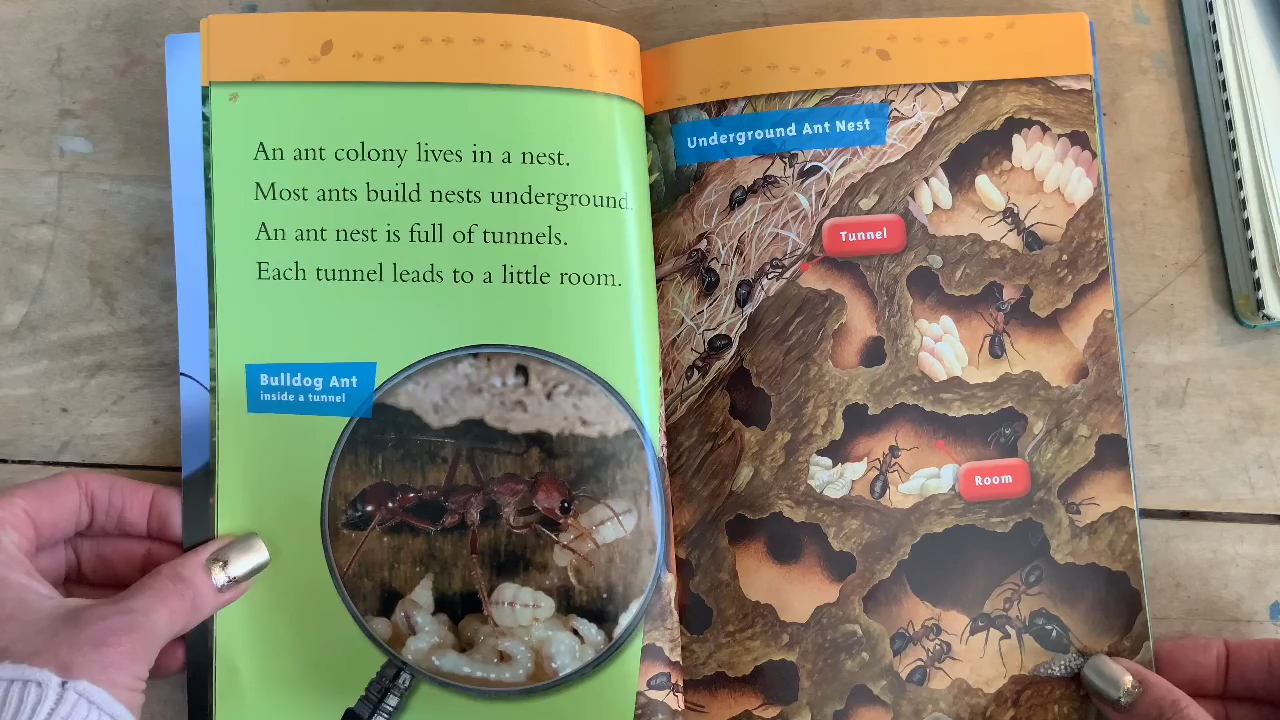 An ant colony lives in a nest.
Most ants build nests underground.
An ant nest is full of tunnels.
Each tunnel leads to a little room.
Bulldog Ant
inside a tunnel
Underground Ant Nest
Tunnel
Room